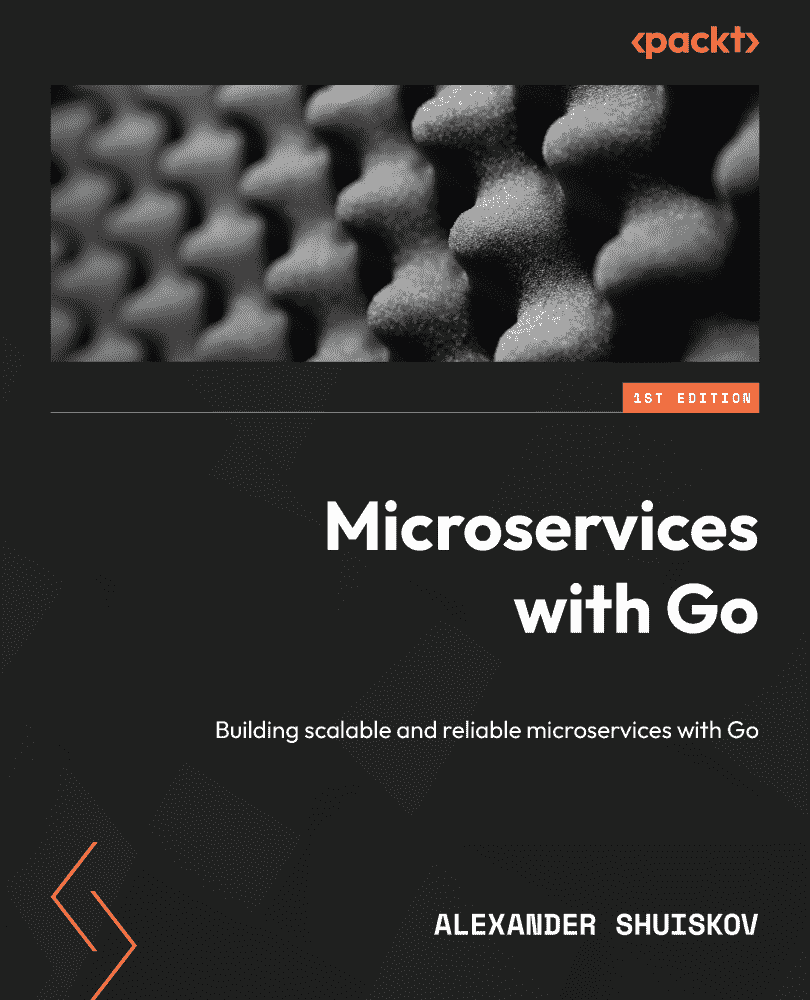 <packt>
1ST EDITION
Microservices
with Go
Building scalable and reliable microservices with Go
ALEXANDER SHUISKOV